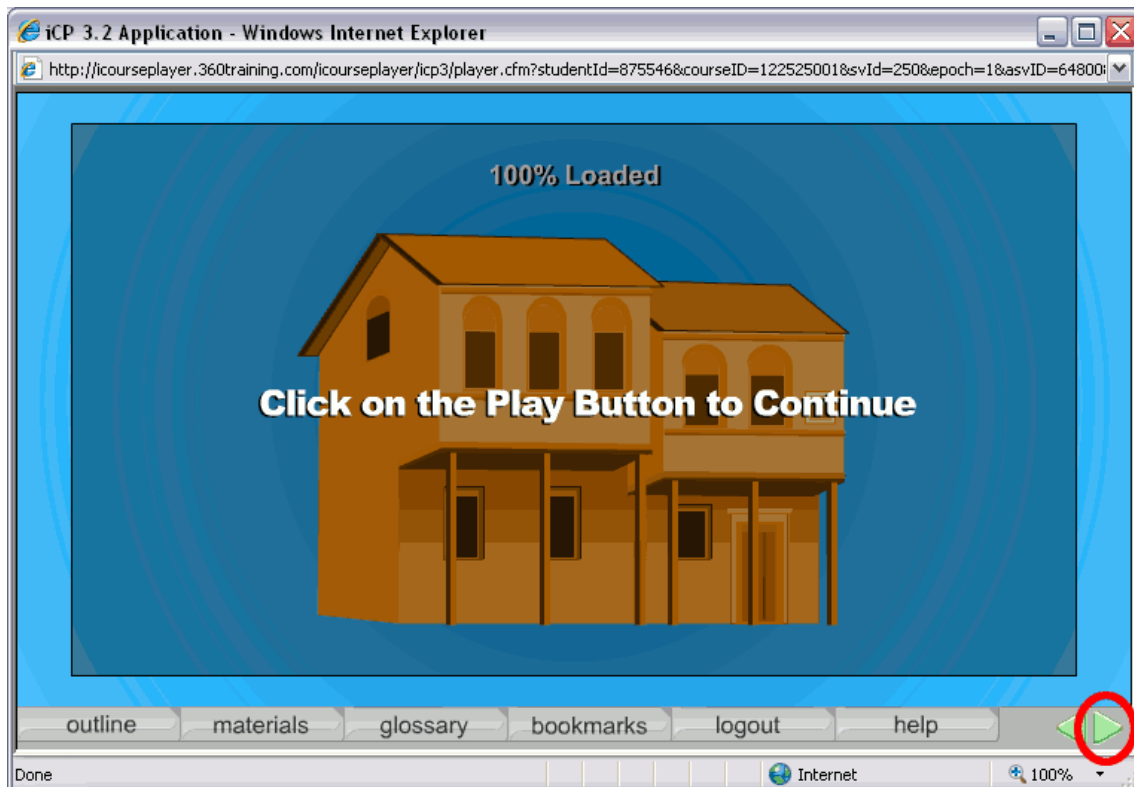 iCP 3.2 Application - Windows Internet Explorer
http://icourseplayer.360training.com/icourseplayer/icp3/player.cfm?studentId=875546&courseID=122525001&svId=250&epoch=1&asvID=64800
100% Loaded
Click on the Play Button to Continue
outline materials glossary bookmarks logout help
Done Internet 100%